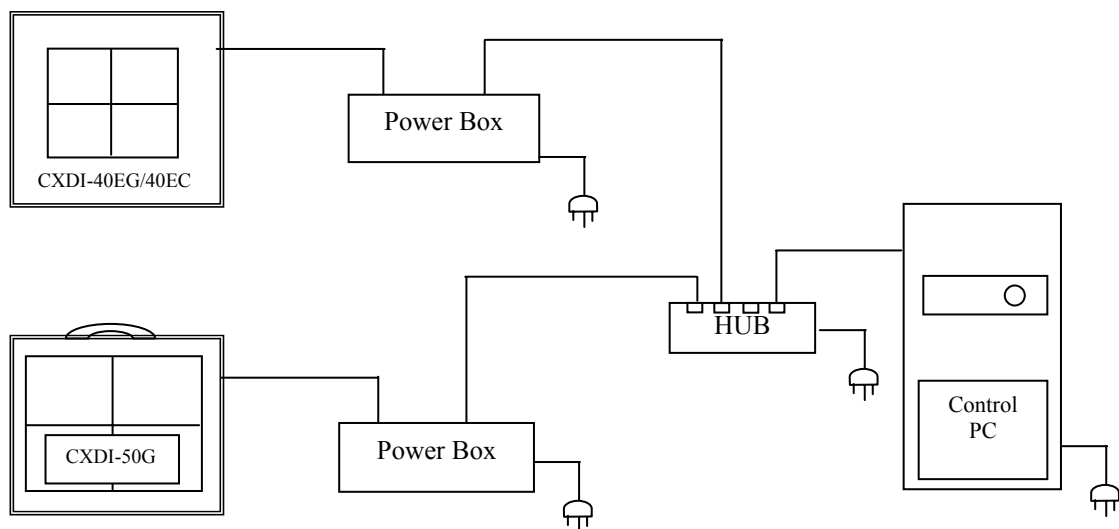 CXDI-40EG/40EC
Power Box
HUB
CXDI-50G
Power Box
Control
PC